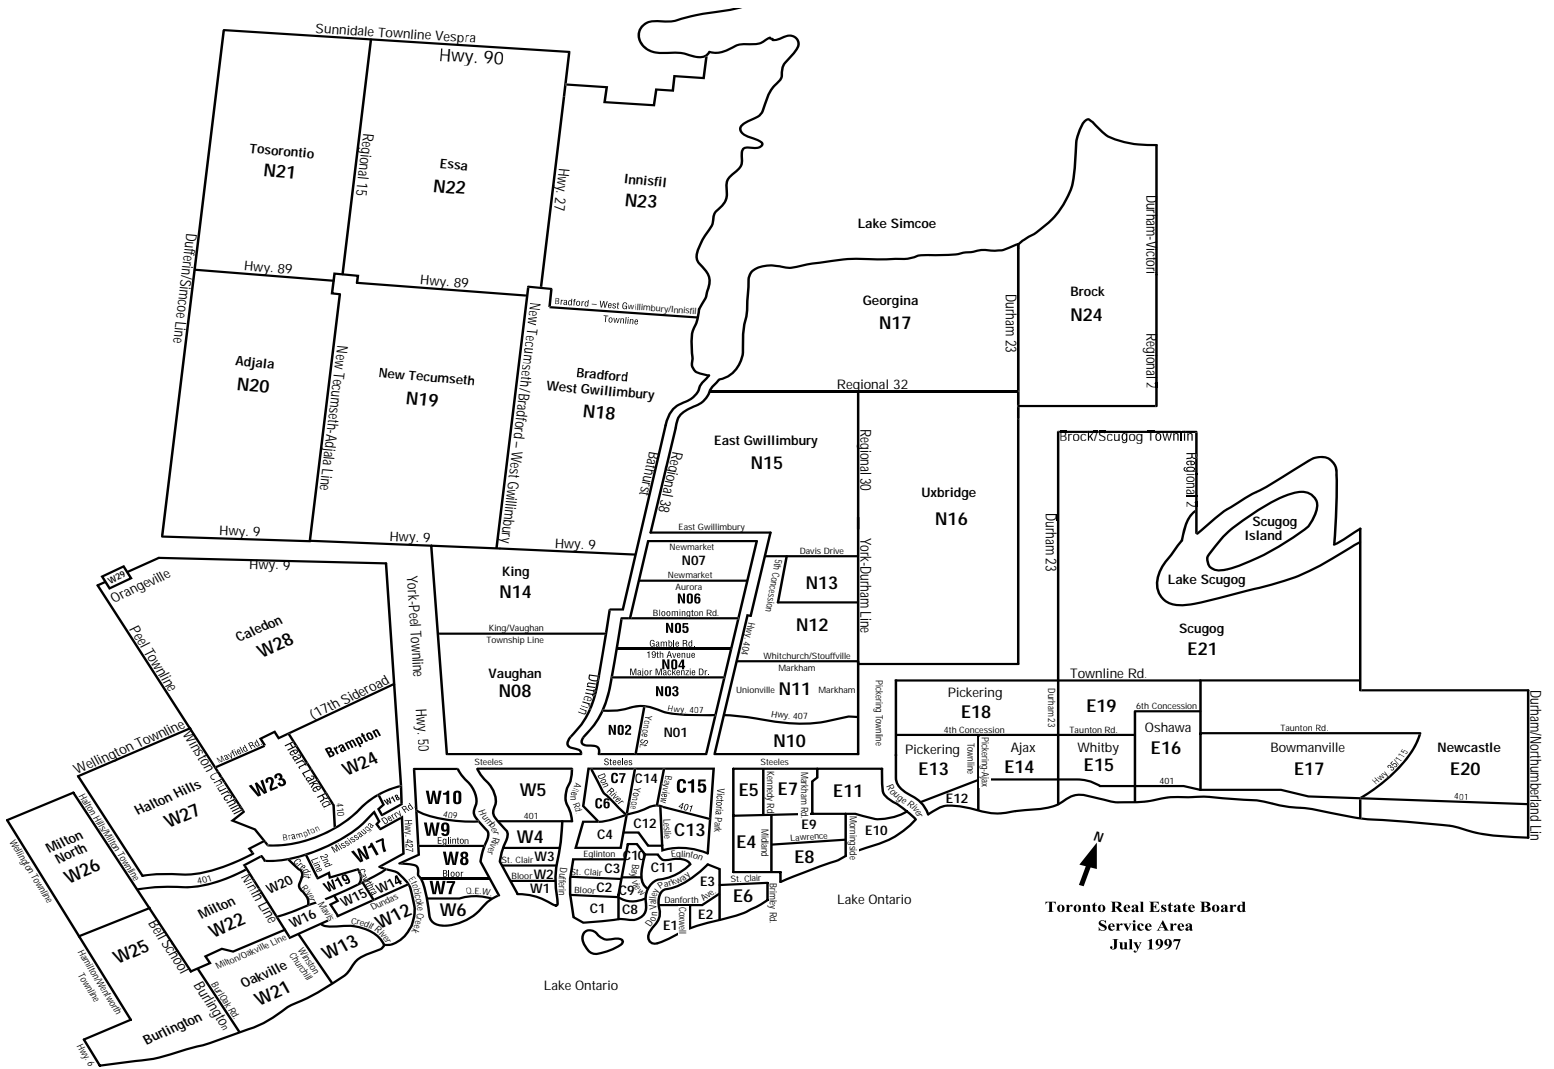 Sunnidale Townline Vespra
Hwy. 90
Tosorontio
N21
Regional 15
Essa
N22
Hwy. 27
Innisfil
N23
Lake Simcoe
Durham-Victori
Dufferin/Simcoe Line
Hwy. 89
Hwy. 89
Bradford – West Gwillimbury/Innisfil
Townline
Georgina
N17
Durham 23
Brock
N24
Regional 2
Adjala
N20
New Tecumseth-Adjala Line
New Tecumseth
N19
New Tecumseth/Bradford – West Gwillimbury
Bradford
West Gwillimbury
N18
Regional 32
Bathurst
Regional 38
East Gwillimbury
N15
Regional 30
Uxbridge
N16
Brock/Scugog Townlin
Regional 2
Scugog
Island
Lake Scugog
Durham 23
Hwy. 9
Hwy. 9
Hwy. 9
East Gwillimbury
Newmarket
N07
Newmarket
Davis Drive
5th Concession
N13
York-Durham Line
W29
Orangeville
Hwy. 9
York-Peel Townline
King
N14
King/Vaughan
Township Line
Aurora
N06
Bloomington Rd.
N05
Gamble Rd.
19th Avenue
N04
Major Mackenzie Dr.
N03
Hwy. 404
N12
Whitchurch/Stouffville
Markham
Unionville
N11
Markham
Scugog
E21
Peel Townline
Caledon
W28
(17th Sideroad
Vaughan
N08
Dufferin
Hwy. 407
N02
Yonge St.
N01
Hwy. 407
N10
Pickering Townline
Townline Rd.
Pickering
E18
4th Concession
Durham 23
E19
6th Concession
Taunton Rd.
Oshawa
E16
Taunton Rd.
Bowmanville
E17
Hwy. 35/115
Newcastle
E20
Durham/Northumberland Lin
Wellington Townline
Winston Churchill
Mayfield Rd.
Heart Lake Rd
Brampton
W24
Hwy. 50
W23
410
Halton Hills
W27
Halton Hills/Milton Townline
Pickering
E13
Townline
Pickering-Ajax
Ajax
E14
Whitby
E15
401
401
E12
Steeles
Steeles
Steeles
W10
409
W9
Eglinton
W8
Bloor
W7
Q.E.W.
W6
Hwy. 427
Humber River
W5
401
W4
St. Clair
W3
Bloor
W2
W1
Allen Rd
Dufferin
Don River
C7
C6
C14
Yonge
Bayview
C15
401
C4
C12
Leslie
C13
Victoria Park
Eglinton
C10
Eglinton
St. Clair
C3
C11
Bloor
C2
C9
C1
C8
Don Valley
Parkway
E5
Kennedy Rd
E7
Markham Rd
E11
Rouge River
E9
Lawrence
Morningside
E10
E4
Midland
E8
E3
St. Clair
Danforth Ave
E6
Brimley Rd.
E1
Coxwell
E2
Milton
North
W26
Wellington Townline
W18
Derry Rd
Brampton
Mississauga
W17
2nd
Line
Credit
River
W20
W19
W15
W14
Dundas
W12
Etobicoke Creek
W16
Mavis
Credit River
W13
401
Ninth Line
Milton
W22
W25
Bell School
Hamilton/Wentworth
Townline
Milton/Oakville Line
Winston
Churchill
Oakville
W21
Burl/Oak Rd.
Burlington
Burlington
Hwy. 6
Lake Ontario
Lake Ontario
N
Toronto Real Estate Board
Service Area
July 1997